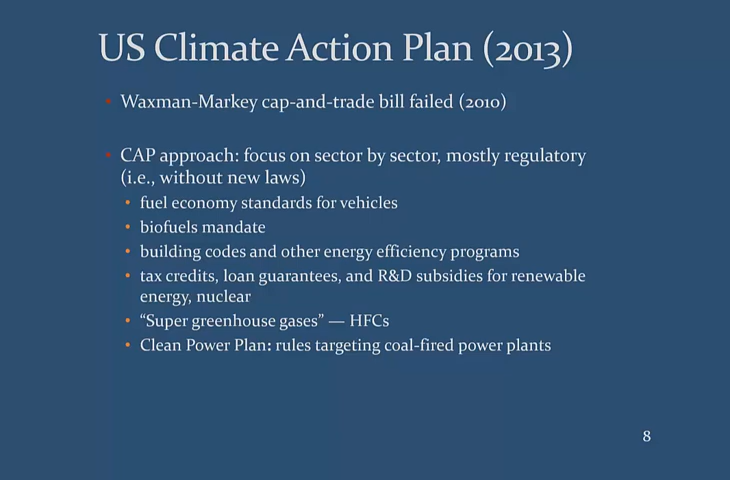 US Climate Action Plan (2013)
• Waxman-Markey cap-and-trade bill failed (2010)
• CAP approach: focus on sector by sector, mostly regulatory
(i.e., without new laws)
• fuel economy standards for vehicles
• biofuels mandate
• building codes and other energy efficiency programs
• tax credits, loan guarantees, and R&D subsidies for renewable
energy, nuclear
• “Super greenhouse gases” — HFCs
• Clean Power Plan: rules targeting coal-fired power plants
8